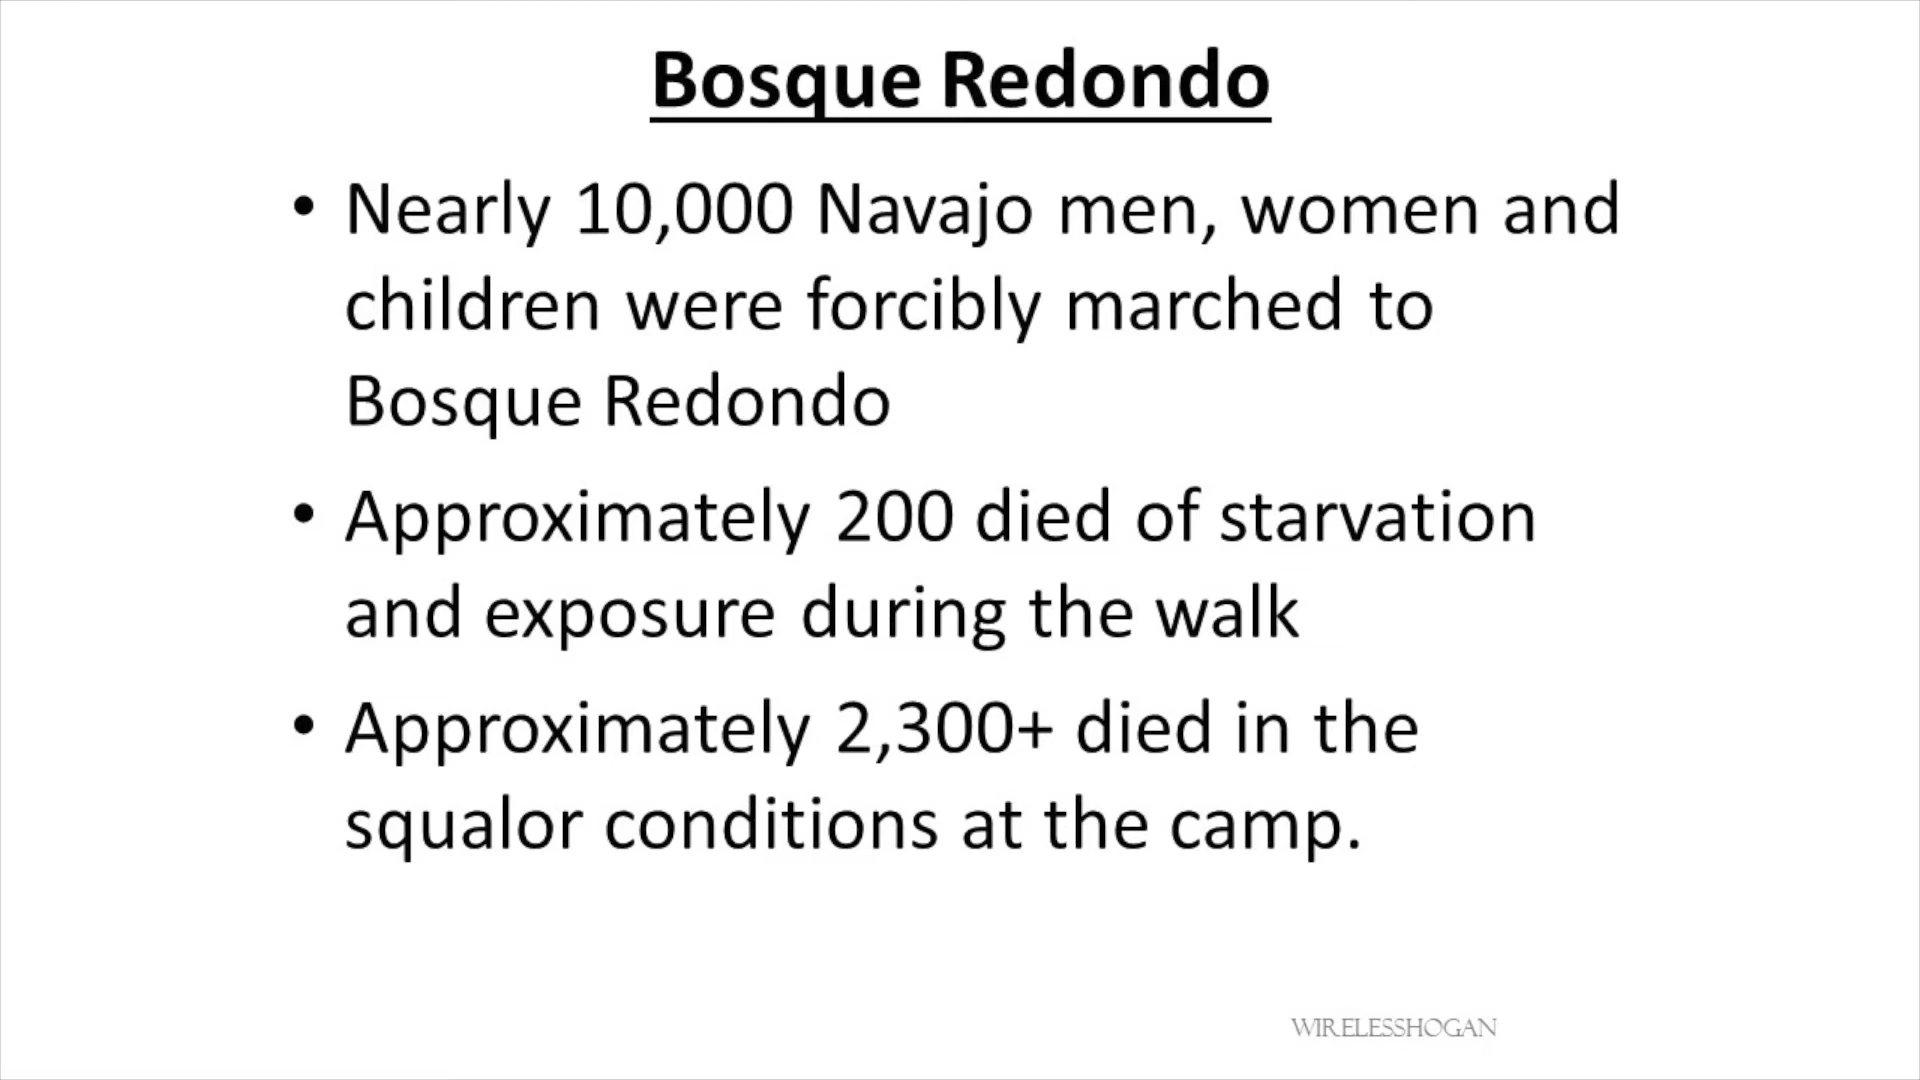 Bosque Redondo
• Nearly 10,000 Navajo men, women and
children were forcibly marched to
Bosque Redondo
• Approximately 200 died of starvation
and exposure during the walk
• Approximately 2,300+ died in the
squalor conditions at the camp.
WIRELESSHOGAN